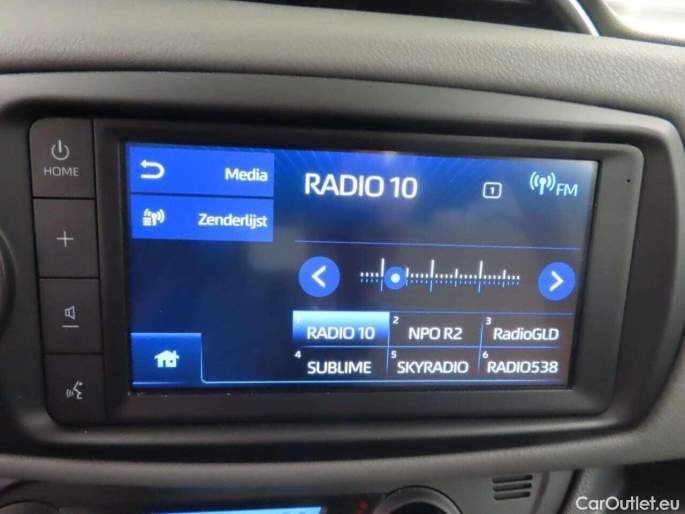 HOME
Media
Zenderlijst
RADIO 10
1
FM
1 RADIO 10
2 NPO R2
3 RadioGLD
4 SUBLIME
5 SKYRADIO
6 RADIO538
CarOutlet.eu